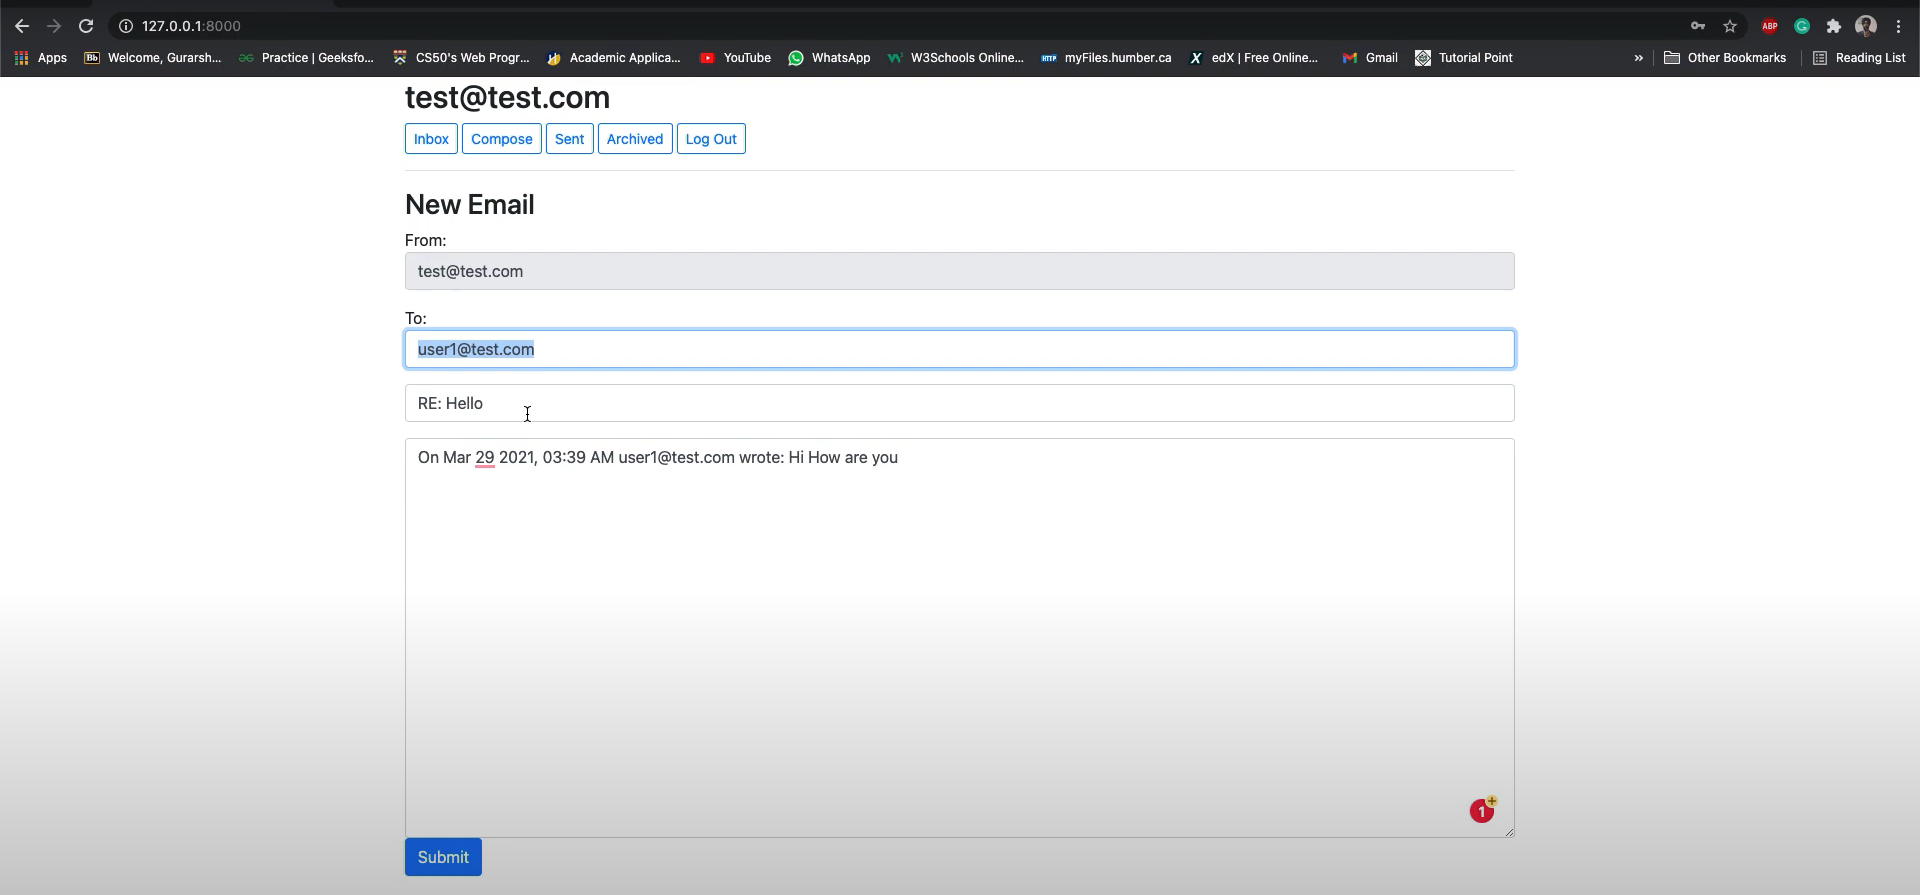 127.0.0.1:8000
ABP
Apps Bb Welcome, Gurarsh... Practice | Geeksfo... CS50's Web Progr... Academic Applica... YouTube WhatsApp W3Schools Online... HTTP myFiles.humber.ca X edX | Free Online... Gmail Tutorial Point » Other Bookmarks Reading List
test@test.com
Inbox Compose Sent Archived Log Out
New Email
From:
test@test.com
To:
user1@test.com
RE: Hello
On Mar 29 2021, 03:39 AM user1@test.com wrote: Hi How are you
1
Submit